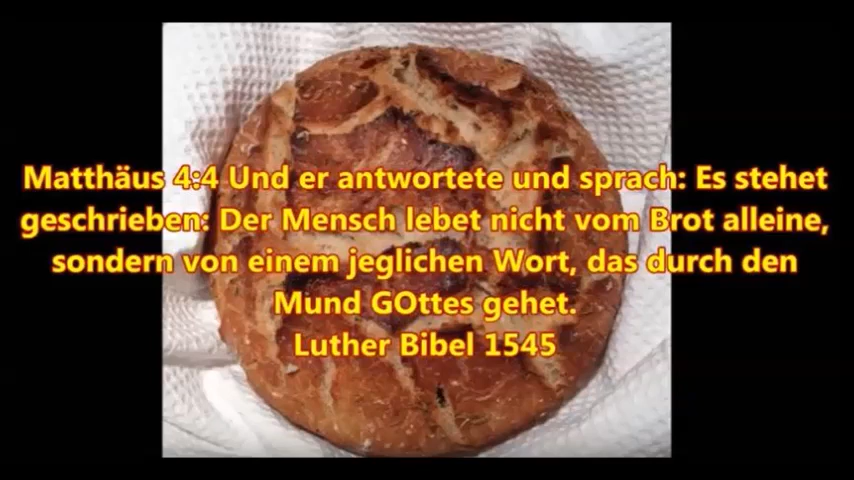 Matthäus 4:4 Und er antwortete und sprach: Es stehet
geschrieben: Der Mensch lebet nicht vom Brot alleine,
sondern von einem jeglichen Wort, das durch den
Mund GOttes gehet.
Luther Bibel 1545